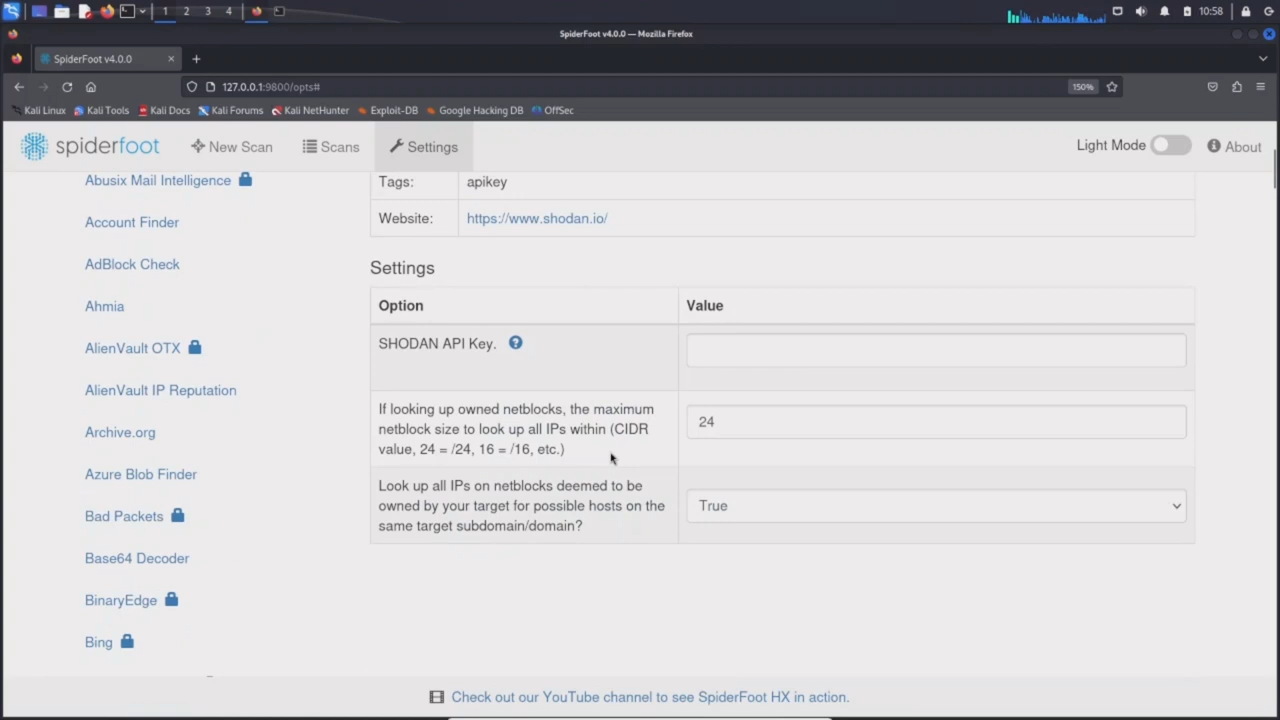 1 2 3 4
10:58
SpiderFoot v4.0.0 — Mozilla Firefox
SpiderFoot v4.0.0
127.0.0.1:9800/opts#
150%
Kali Linux Kali Tools Kali Docs Kali Forums Kali NetHunter Exploit-DB Google Hacking DB OffSec
spiderfoot New Scan Scans Settings Light Mode About
Abusix Mail Intelligence
Account Finder
AdBlock Check
Ahmia
AlienVault OTX
AlienVault IP Reputation
Archive.org
Azure Blob Finder
Bad Packets
Base64 Decoder
BinaryEdge
Bing
Tags: apikey
Website: https://www.shodan.io/
Settings
Option Value
SHODAN API Key.
If looking up owned netblocks, the maximum
netblock size to look up all IPs within (CIDR
value, 24 = /24, 16 = /16, etc.)
24
Look up all IPs on netblocks deemed to be
owned by your target for possible hosts on the
same target subdomain/domain?
True
Check out our YouTube channel to see SpiderFoot HX in action.